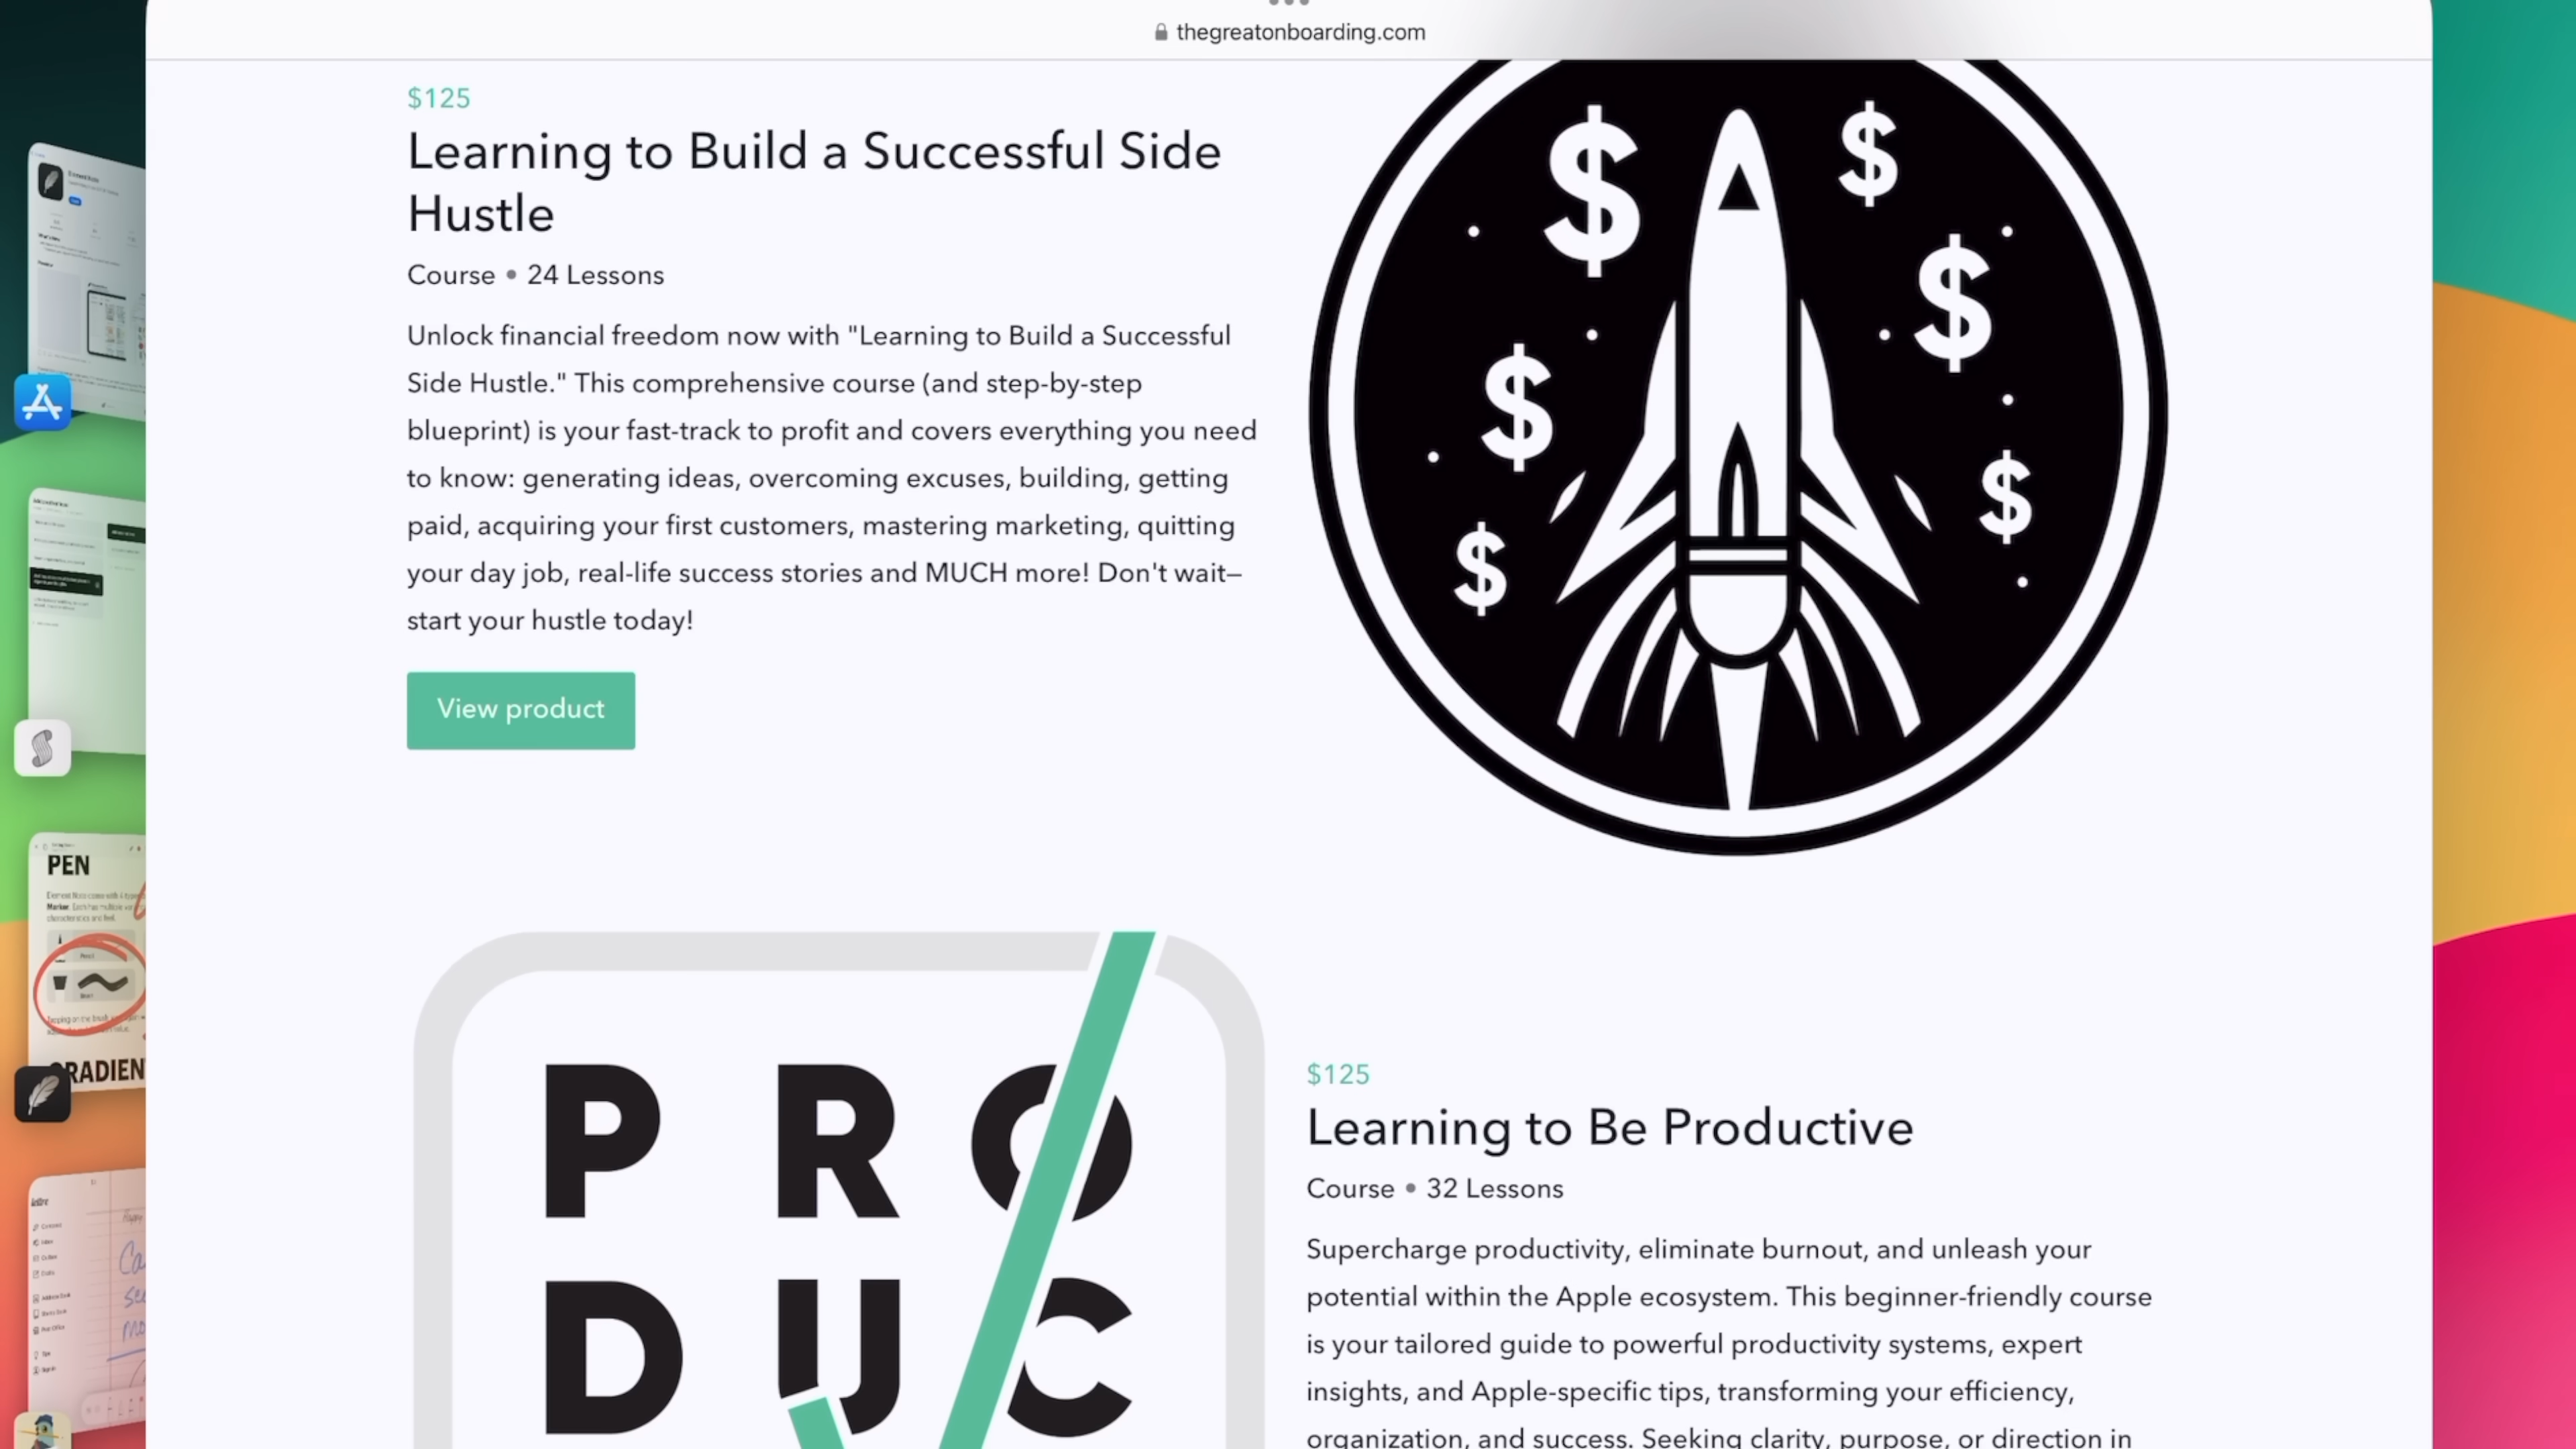 thegreatonboarding.com
$125
Learning to Build a Successful Side
Hustle
Course • 24 Lessons
Unlock financial freedom now with "Learning to Build a Successful
Side Hustle." This comprehensive course (and step-by-step
blueprint) is your fast-track to profit and covers everything you need
to know: generating ideas, overcoming excuses, building, getting
paid, acquiring your first customers, mastering marketing, quitting
your day job, real-life success stories and MUCH more! Don't wait—
start your hustle today!
View product
$ $ $ $ $ $
PRO
DUC
$125
Learning to Be Productive
Course • 32 Lessons
Supercharge productivity, eliminate burnout, and unleash your
potential within the Apple ecosystem. This beginner-friendly course
is your tailored guide to powerful productivity systems, expert
insights, and Apple-specific tips, transforming your efficiency,
organization, and success. Seeking clarity, purpose, or direction in
PEN